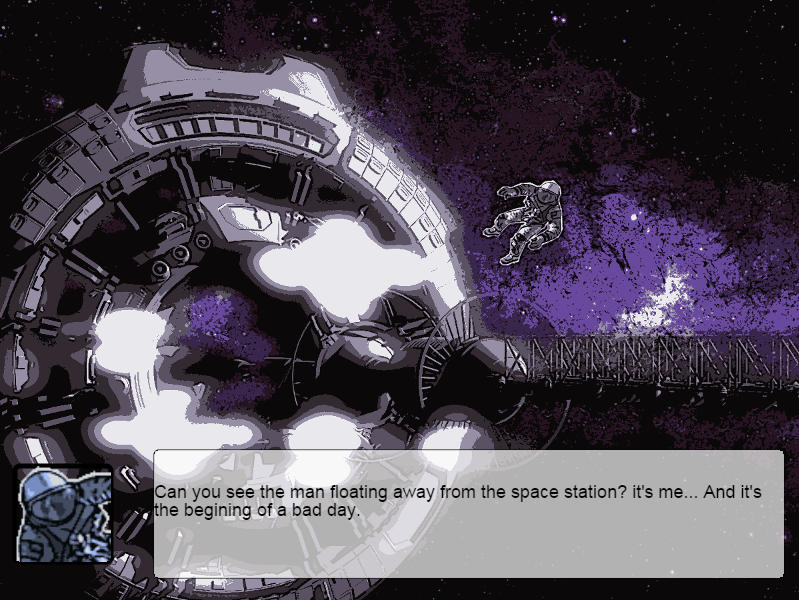 Can you see the man floating away from the space station? it's me... And it's
the begining of a bad day.